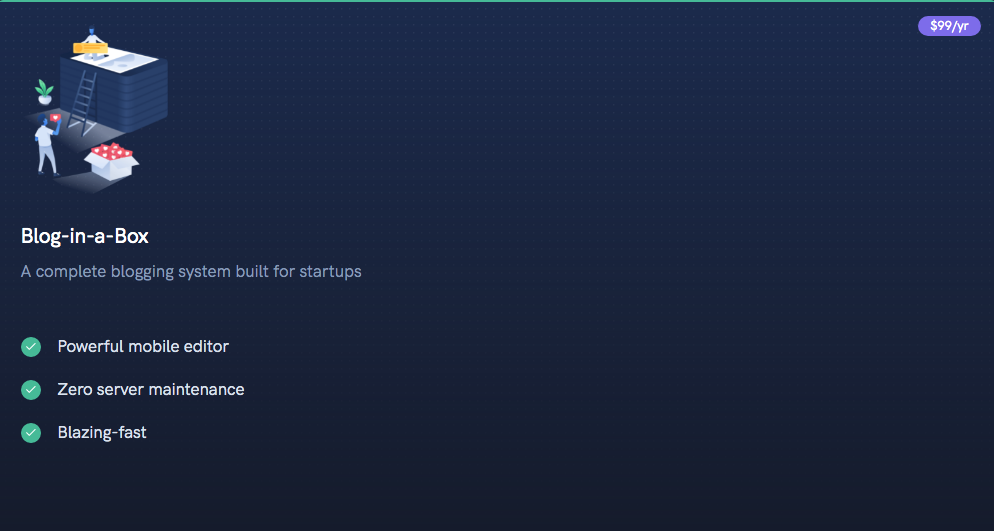 $99/yr
Blog-in-a-Box
A complete blogging system built for startups
Powerful mobile editor
Zero server maintenance
Blazing-fast